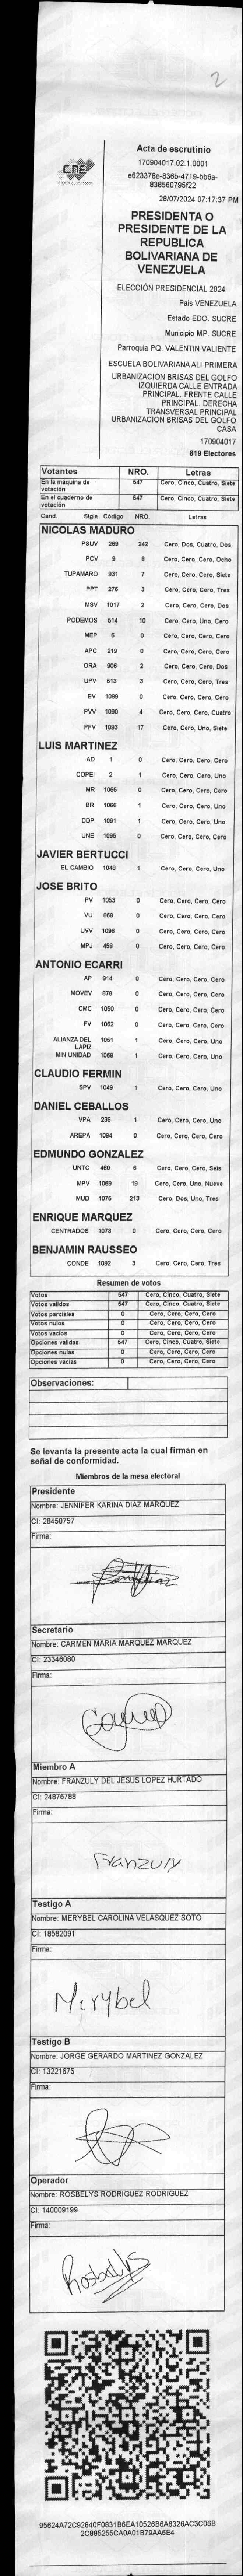 2
CNE
Acta de escrutinio
170904017.02.1.0001
e623378e-836b-4719-bb6a-
838560795f22
28/07/2024 07:17:37 PM
PRESIDENTA O
PRESIDENTE DE LA
REPUBLICA
BOLIVARIANA DE
VENEZUELA
ELECCIÓN PRESIDENCIAL 2024
Pais VENEZUELA
Estado EDO. SUCRE
Municipio MP. SUCRE
Parroquia PQ. VALENTIN VALIENTE
ESCUELA BOLIVARIANA ALI PRIMERA
URBANIZACION BRISAS DEL GOLFO
IZQUIERDA CALLE ENTRADA
PRINCIPAL. FRENTE CALLE
PRINCIPAL. DERECHA
TRANSVERSAL PRINCIPAL
URBANIZACION BRISAS DEL GOLFO
CASA
170904017
819 Electores
Votantes NRO. Letras
En la máquina de votación 547 Cero, Cinco, Cuatro, Siete
En el cuaderno de votación 547 Cero, Cinco, Cuatro, Siete
Cand. Sigla Código NRO. Letras
NICOLAS MADURO
PSUV 269 242 Cero, Dos, Cuatro, Dos
PCV 9 8 Cero, Cero, Cero, Ocho
TUPAMARO 931 7 Cero, Cero, Cero, Siete
PPT 276 3 Cero, Cero, Cero, Tres
MSV 1017 2 Cero, Cero, Cero, Dos
PODEMOS 514 10 Cero, Cero, Uno, Cero
MEP 6 0 Cero, Cero, Cero, Cero
APC 219 0 Cero, Cero, Cero, Cero
ORA 906 2 Cero, Cero, Cero, Dos
UPV 513 3 Cero, Cero, Cero, Tres
EV 1089 0 Cero, Cero, Cero, Cero
PVV 1090 4 Cero, Cero, Cero, Cuatro
PFV 1093 17 Cero, Cero, Uno, Siete
LUIS MARTINEZ
AD 1 0 Cero, Cero, Cero, Cero
COPEI 2 1 Cero, Cero, Cero, Uno
MR 1065 0 Cero, Cero, Cero, Cero
BR 1066 1 Cero, Cero, Cero, Uno
DDP 1091 1 Cero, Cero, Cero, Uno
UNE 1095 0 Cero, Cero, Cero, Cero
JAVIER BERTUCCI
EL CAMBIO 1048 1 Cero, Cero, Cero, Uno
JOSE BRITO
PV 1053 0 Cero, Cero, Cero, Cero
VU 968 0 Cero, Cero, Cero, Cero
UVV 1096 0 Cero, Cero, Cero, Cero
MPJ 458 0 Cero, Cero, Cero, Cero
ANTONIO ECARRI
AP 814 0 Cero, Cero, Cero, Cero
MOVEV 878 0 Cero, Cero, Cero, Cero
CMC 1050 0 Cero, Cero, Cero, Cero
FV 1062 0 Cero, Cero, Cero, Cero
ALIANZA DEL LAPIZ 1061 1 Cero, Cero, Cero, Uno
MIN UNIDAD 1068 1 Cero, Cero, Cero, Uno
CLAUDIO FERMIN
SPV 1049 1 Cero, Cero, Cero, Uno
DANIEL CEBALLOS
VPA 236 1 Cero, Cero, Cero, Uno
AREPA 1094 0 Cero, Cero, Cero, Cero
EDMUNDO GONZALEZ
UNTC 460 6 Cero, Cero, Cero, Seis
MPV 1069 19 Cero, Cero, Uno, Nueve
MUD 1075 213 Cero, Dos, Uno, Tres
ENRIQUE MARQUEZ
CENTRADOS 1073 0 Cero, Cero, Cero, Cero
BENJAMIN RAUSSEO
CONDE 1092 3 Cero, Cero, Cero, Tres
Resumen de votos
Votos 547 Cero, Cinco, Cuatro, Siete
Votos validos 547 Cero, Cinco, Cuatro, Siete
Votos parciales 0 Cero, Cero, Cero, Cero
Votos nulos 0 Cero, Cero, Cero, Cero
Votos vacios 0 Cero, Cero, Cero, Cero
Opciones validas 547 Cero, Cinco, Cuatro, Siete
Opciones nulas 0 Cero, Cero, Cero, Cero
Opciones vacias 0 Cero, Cero, Cero, Cero
Observaciones:
Se levanta la presente acta la cual firman en
señal de conformidad.
Miembros de la mesa electoral
Presidente
Nombre: JENNIFER KARINA DIAZ MARQUEZ
CI: 28450757
Firma:
Secretario
Nombre: CARMEN MARIA MARQUEZ MARQUEZ
CI: 23346080
Firma:
Miembro A
Nombre: FRANZULY DEL JESUS LOPEZ HURTADO
CI: 24876788
Firma:
Franzuly
Testigo A
Nombre: MERYBEL CAROLINA VELASQUEZ SOTO
CI: 18582091
Firma:
Merybel
Testigo B
Nombre: JORGE GERARDO MARTINEZ GONZALEZ
CI: 13221675
Firma:
Operador
Nombre: ROSBELYS RODRIGUEZ RODRIGUEZ
CI: 140009199
Firma:
Rosbelys
95624A72C92840F0831B6EA10526B6A6326AC3C06B
2C885255CA0A01B79AA6E4